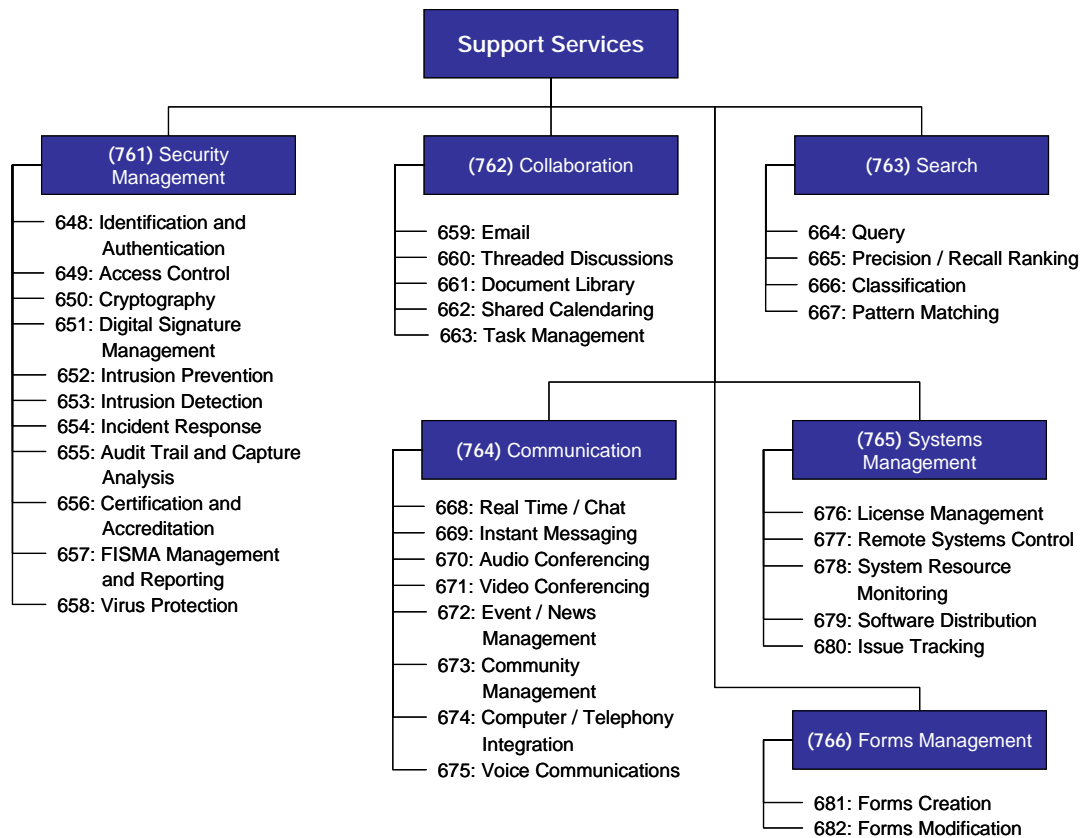 Support Services
(761) Security
Management
648: Identification and
Authentication
649: Access Control
650: Cryptography
651: Digital Signature
Management
652: Intrusion Prevention
653: Intrusion Detection
654: Incident Response
655: Audit Trail and Capture
Analysis
656: Certification and
Accreditation
657: FISMA Management
and Reporting
658: Virus Protection
(762) Collaboration
659: Email
660: Threaded Discussions
661: Document Library
662: Shared Calendaring
663: Task Management
(763) Search
664: Query
665: Precision / Recall Ranking
666: Classification
667: Pattern Matching
(764) Communication
668: Real Time / Chat
669: Instant Messaging
670: Audio Conferencing
671: Video Conferencing
672: Event / News
Management
673: Community
Management
674: Computer / Telephony
Integration
675: Voice Communications
(765) Systems
Management
676: License Management
677: Remote Systems Control
678: System Resource
Monitoring
679: Software Distribution
680: Issue Tracking
(766) Forms Management
681: Forms Creation
682: Forms Modification